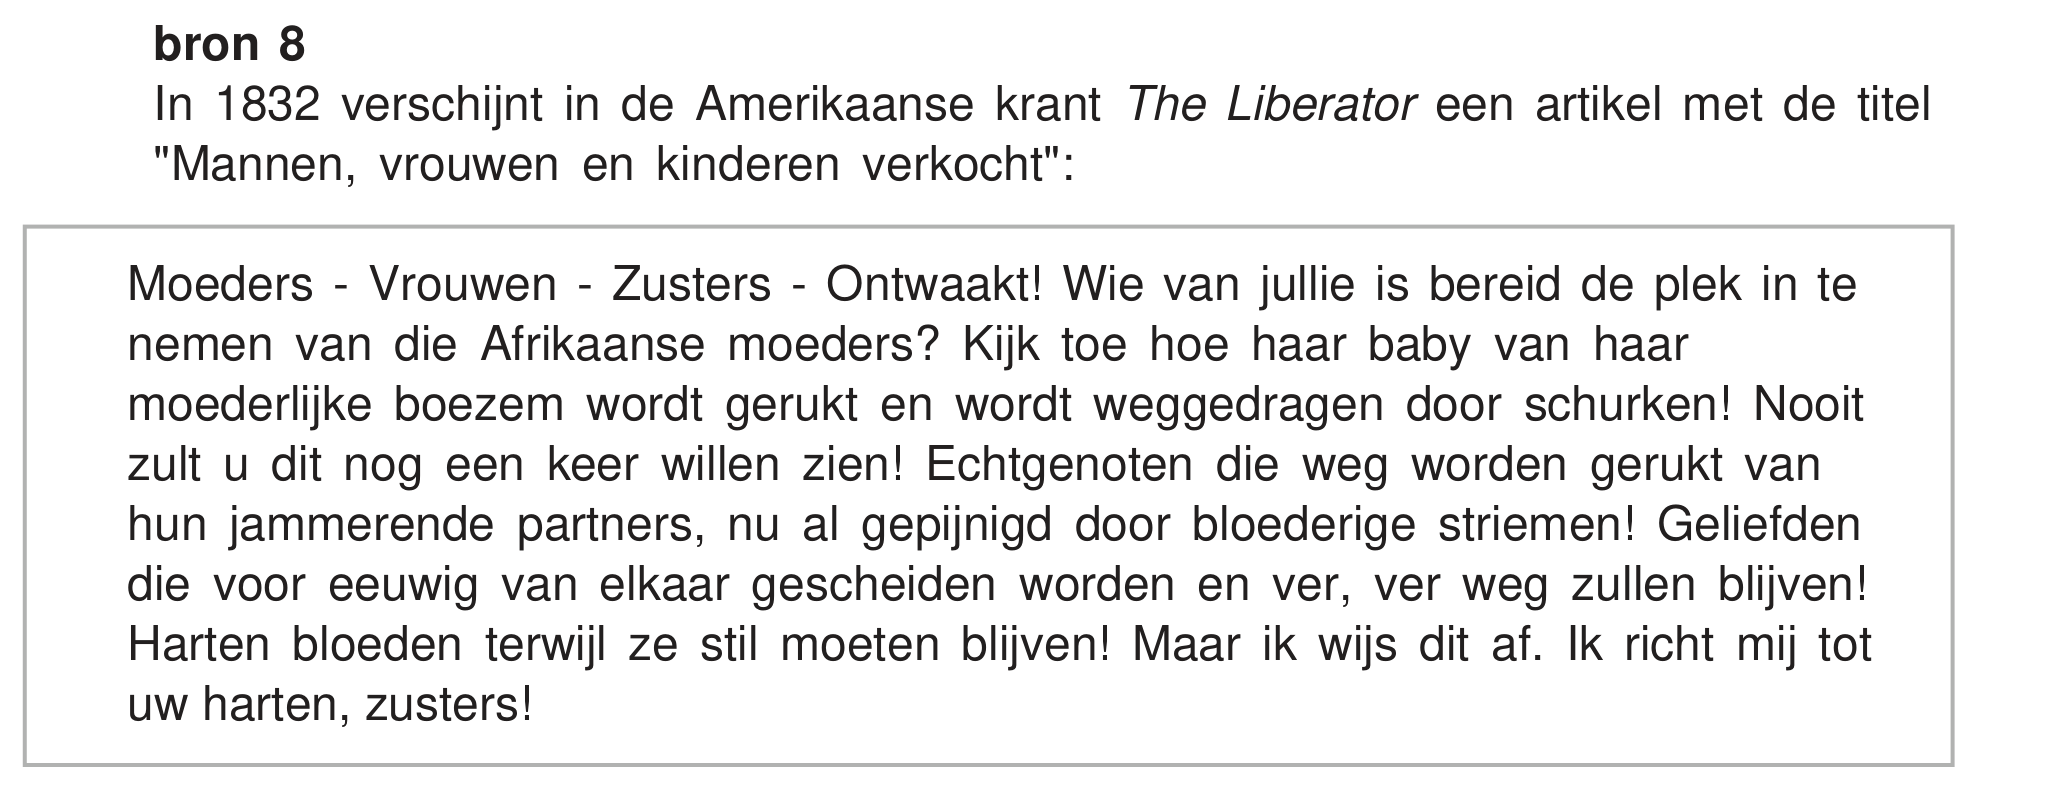 bron 8
In 1832 verschijnt in de Amerikaanse krant The Liberator een artikel met de titel
"Mannen, vrouwen en kinderen verkocht":
Moeders - Vrouwen - Zusters - Ontwaakt! Wie van jullie is bereid de plek in te
nemen van die Afrikaanse moeders? Kijk toe hoe haar baby van haar
moederlijke boezem wordt gerukt en wordt weggedragen door schurken! Nooit
zult u dit nog een keer willen zien! Echtgenoten die weg worden gerukt van
hun jammerende partners, nu al gepijnigd door bloederige striemen! Geliefden
die voor eeuwig van elkaar gescheiden worden en ver, ver weg zullen blijven!
Harten bloeden terwijl ze stil moeten blijven! Maar ik wijs dit af. Ik richt mij tot
uw harten, zusters!